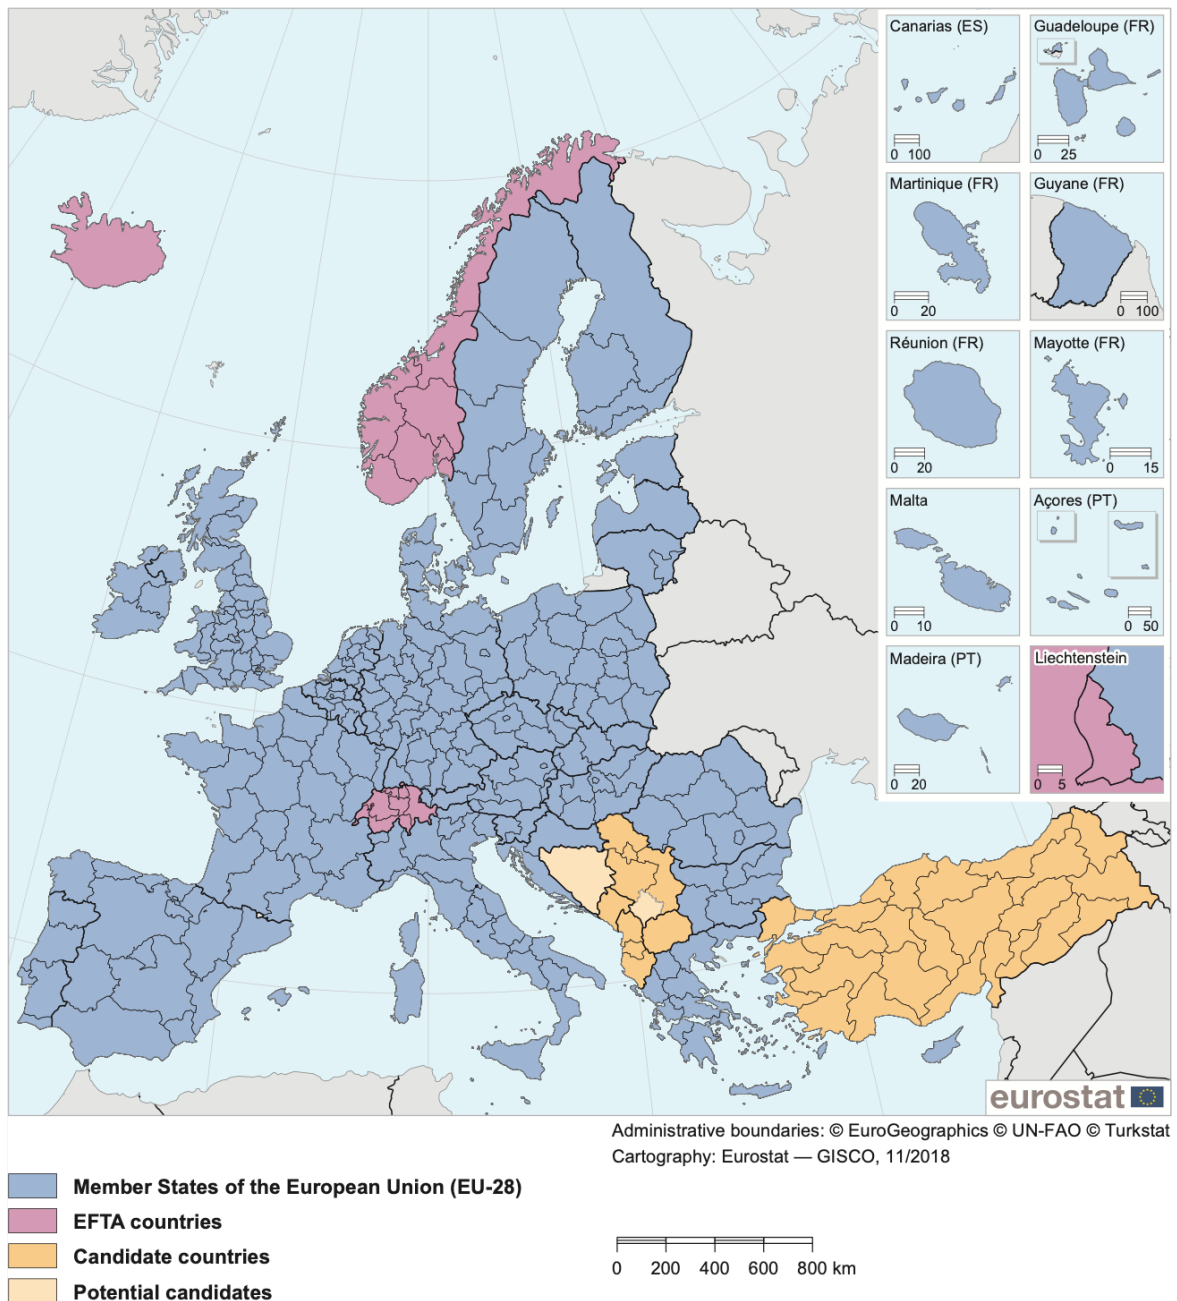 Canarias (ES)
0 100
Guadeloupe (FR)
0 25
Martinique (FR)
0 20
Guyane (FR)
0 100
Réunion (FR)
0 20
Mayotte (FR)
0 15
Malta
0 10
Açores (PT)
0 50
Madeira (PT)
0 20
Liechtenstein
0 5
eurostat
Administrative boundaries: © EuroGeographics © UN-FAO © Turkstat
Cartography: Eurostat — GISCO, 11/2018
Member States of the European Union (EU-28)
EFTA countries
Candidate countries
Potential candidates
0 200 400 600 800 km